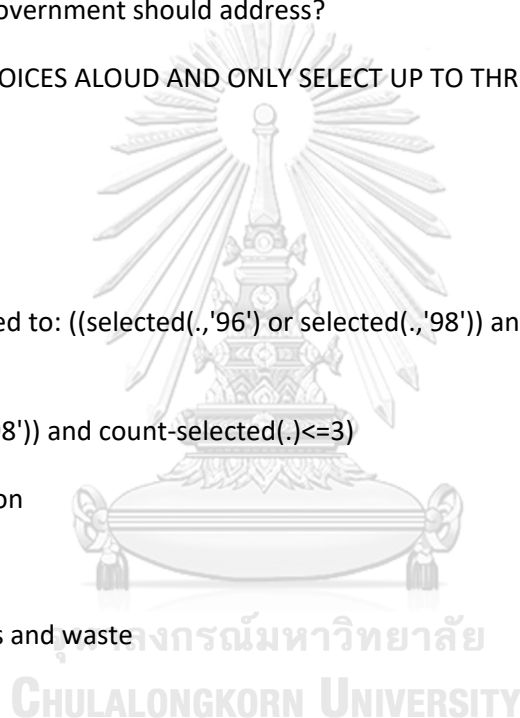 overnment should address?
OICES ALOUD AND ONLY SELECT UP TO THR
ed to: ((selected(.,'96') or selected(.,'98')) an
8')) and count-selected(.)<=3)
on
s and waste
จุฬาลงกรณ์มหาวิทยาลัย
CHULALONGKORN UNIVERSITY